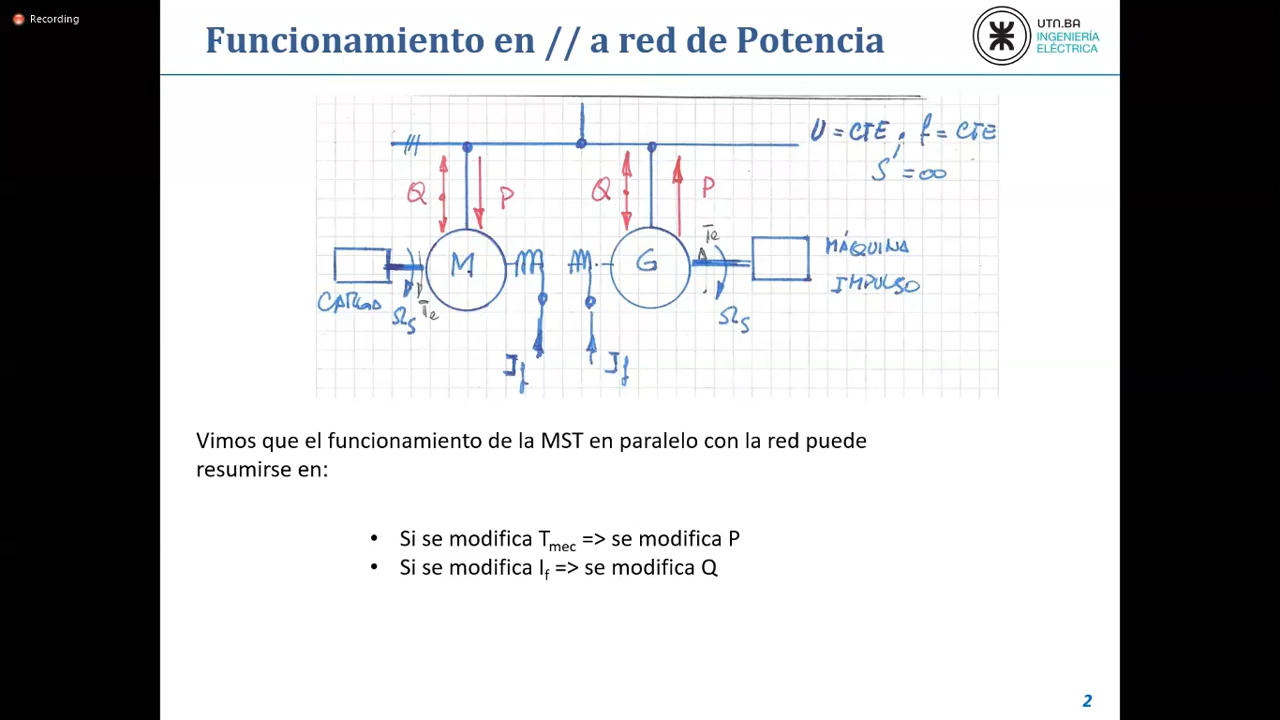 Recording
Funcionamiento en // a red de Potencia
UTN.BA
INGENIERÍA
ELÉCTRICA
U = CTE , f = CTE
S = ∞
Q P Q P
Te
M G
MÁQUINA
IMPULSO
CARGA
Ωs Te
Ωs
If If
Vimos que el funcionamiento de la MST en paralelo con la red puede
resumirse en:
• Si se modifica Tmec => se modifica P
• Si se modifica If => se modifica Q
2